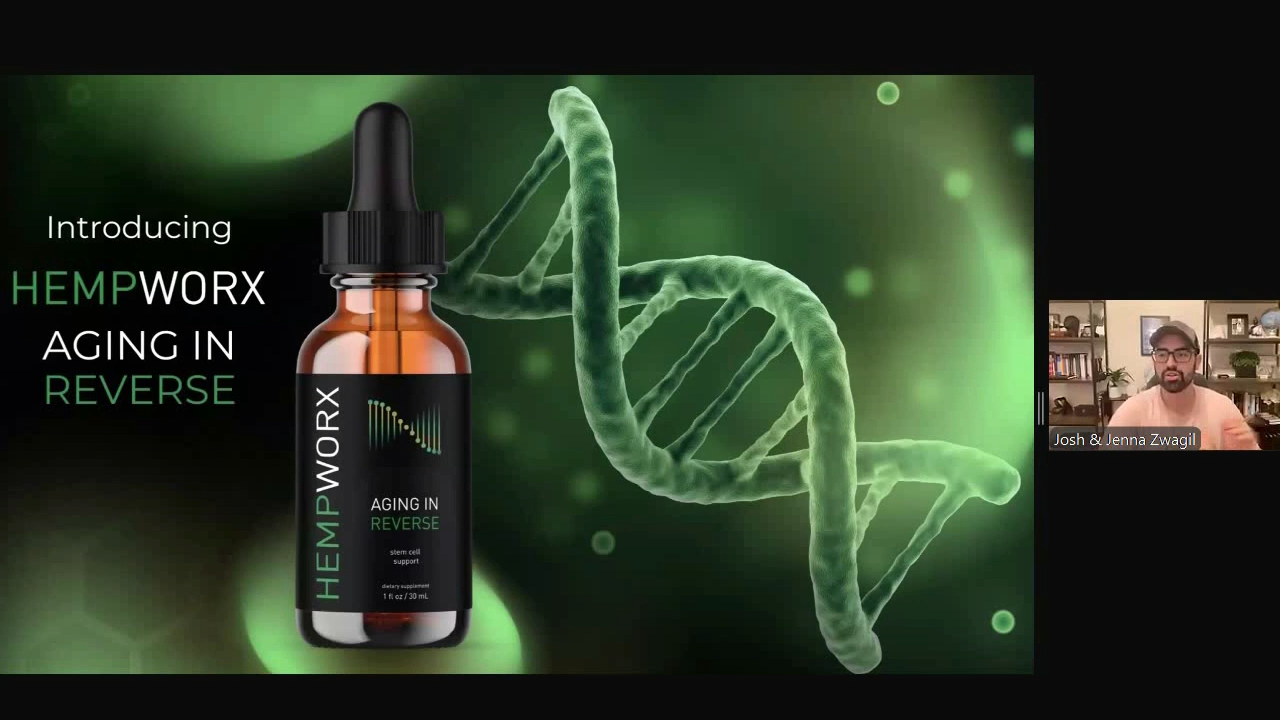 Introducing
HEMPWORX
AGING IN
REVERSE
HEMPWORX
AGING IN
REVERSE
stem cell
support
dietary supplement
1 fl oz / 30 mL
Josh & Jenna Zwagil